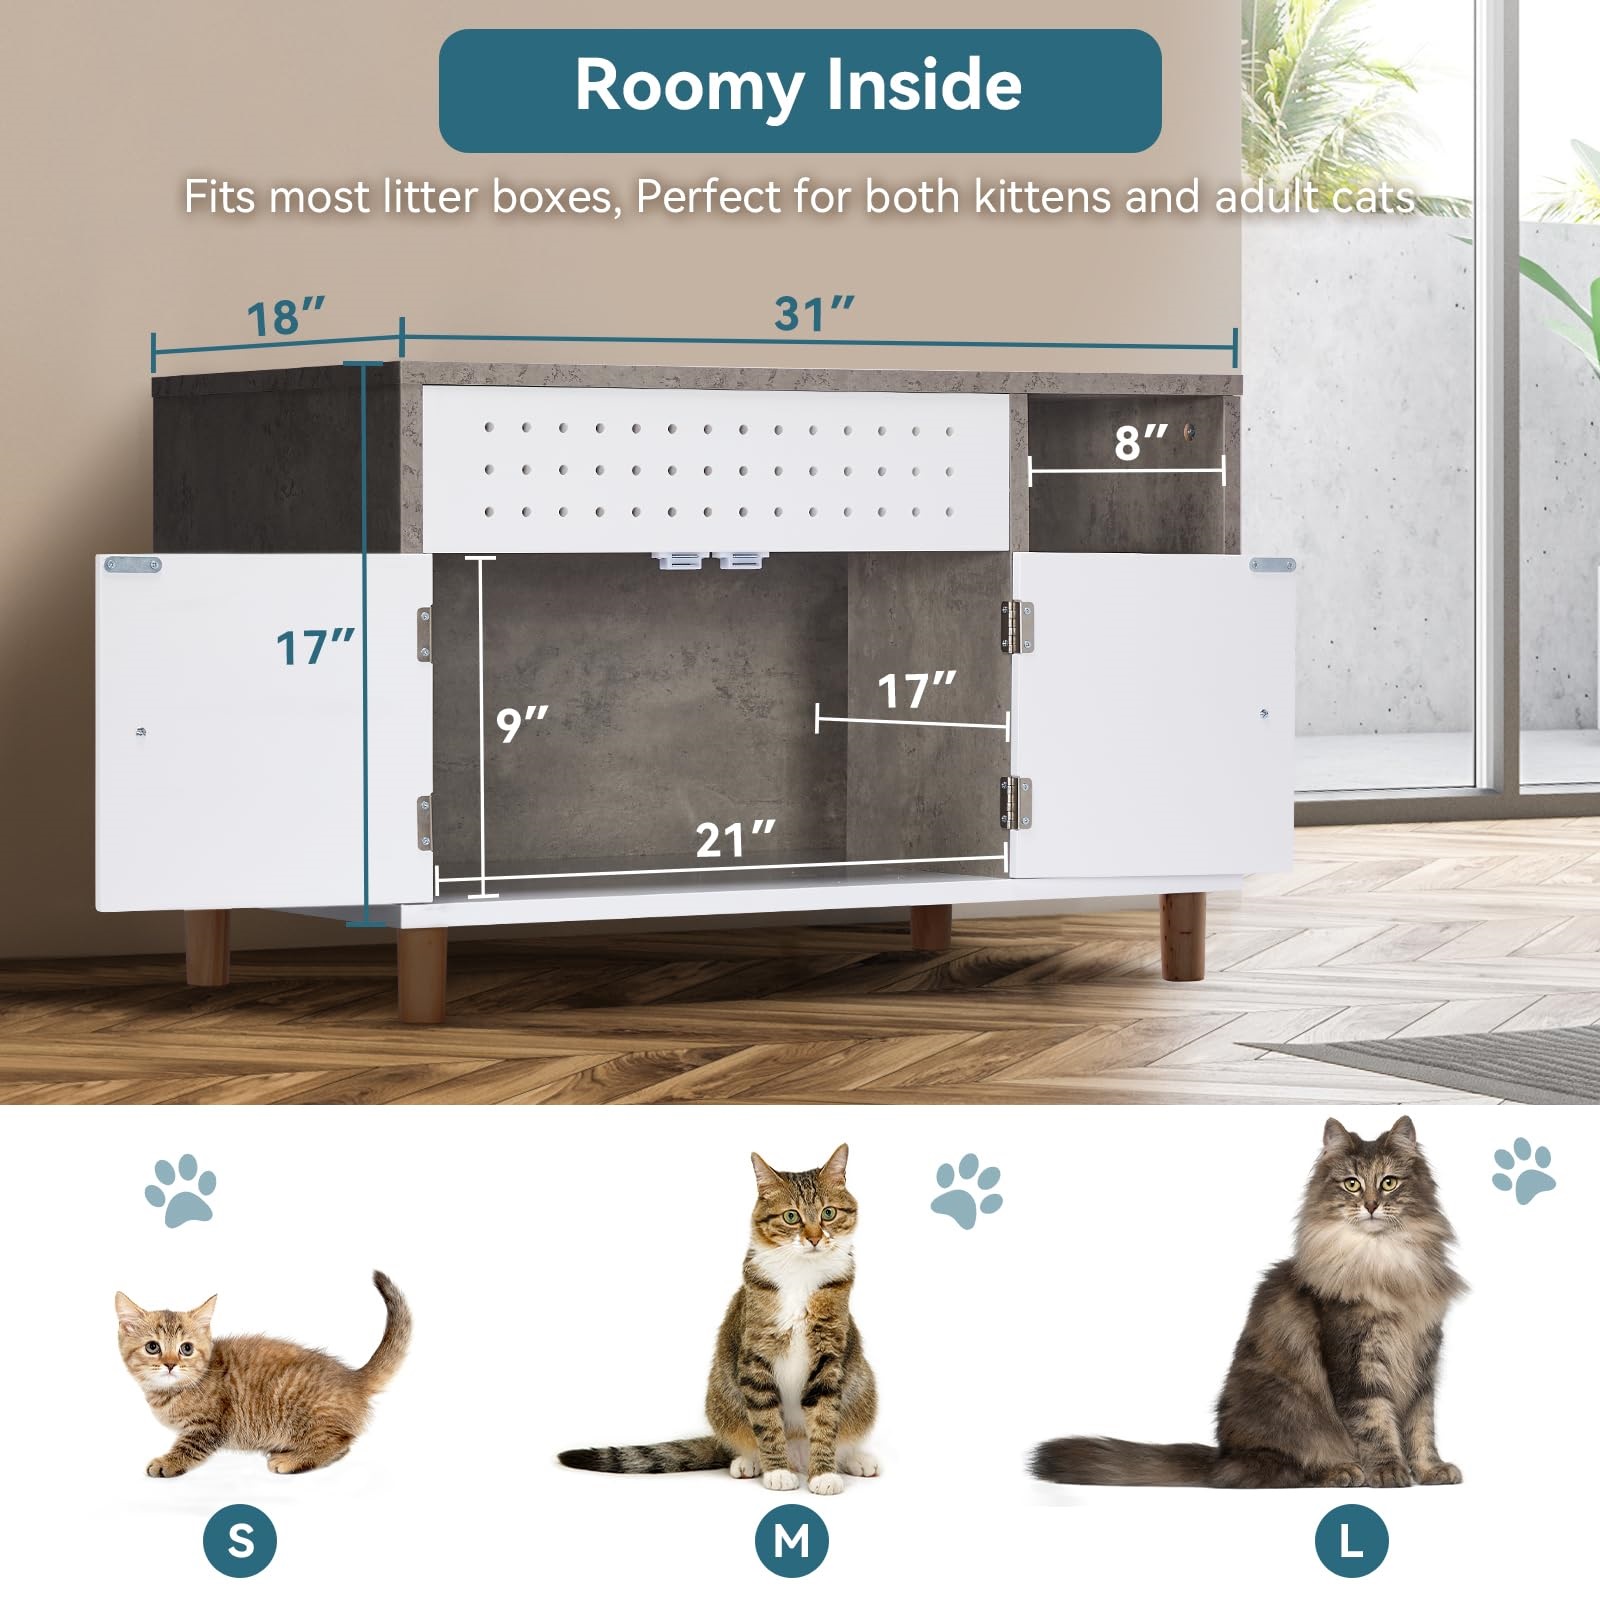 Roomy Inside
Fits most litter boxes, Perfect for both kittens and adult cats
18”
31”
8”
17”
17”
9”
21”
S
M
L